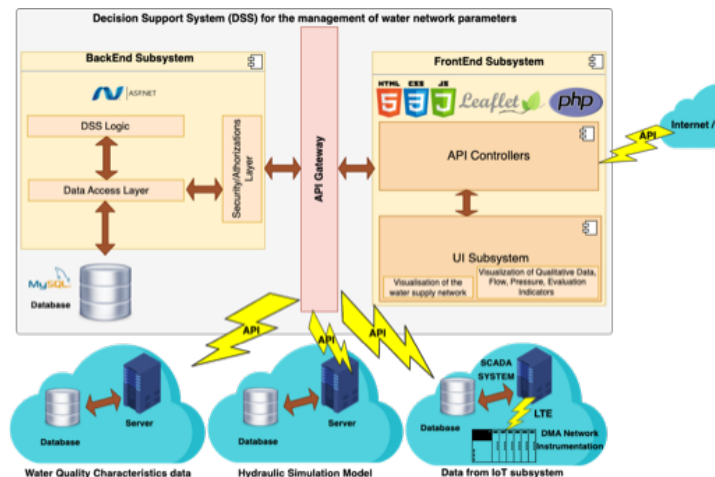 Decision Support System (DSS) for the management of water network parameters
BackEnd Subsystem
ASP.NET
DSS Logic
Data Access Layer
Security/Athorizations
Layer
MySQL
Database
API Gateway
FrontEnd Subsystem
HTML
CSS
JS
5
3
Leaflet
php
API Controllers
UI Subsystem
Visualisation of the
water supply network
Visualization of Qualitative Data,
Flow, Pressure, Evaluation
Indicators
API
Internet /
API
API
API
Database
Server
Water Quality Characteristics data
Database
Server
Hydraulic Simulation Model
SCADA
SYSTEM
Database
LTE
DMA Network
Instrumentation
Data from IoT subsystem